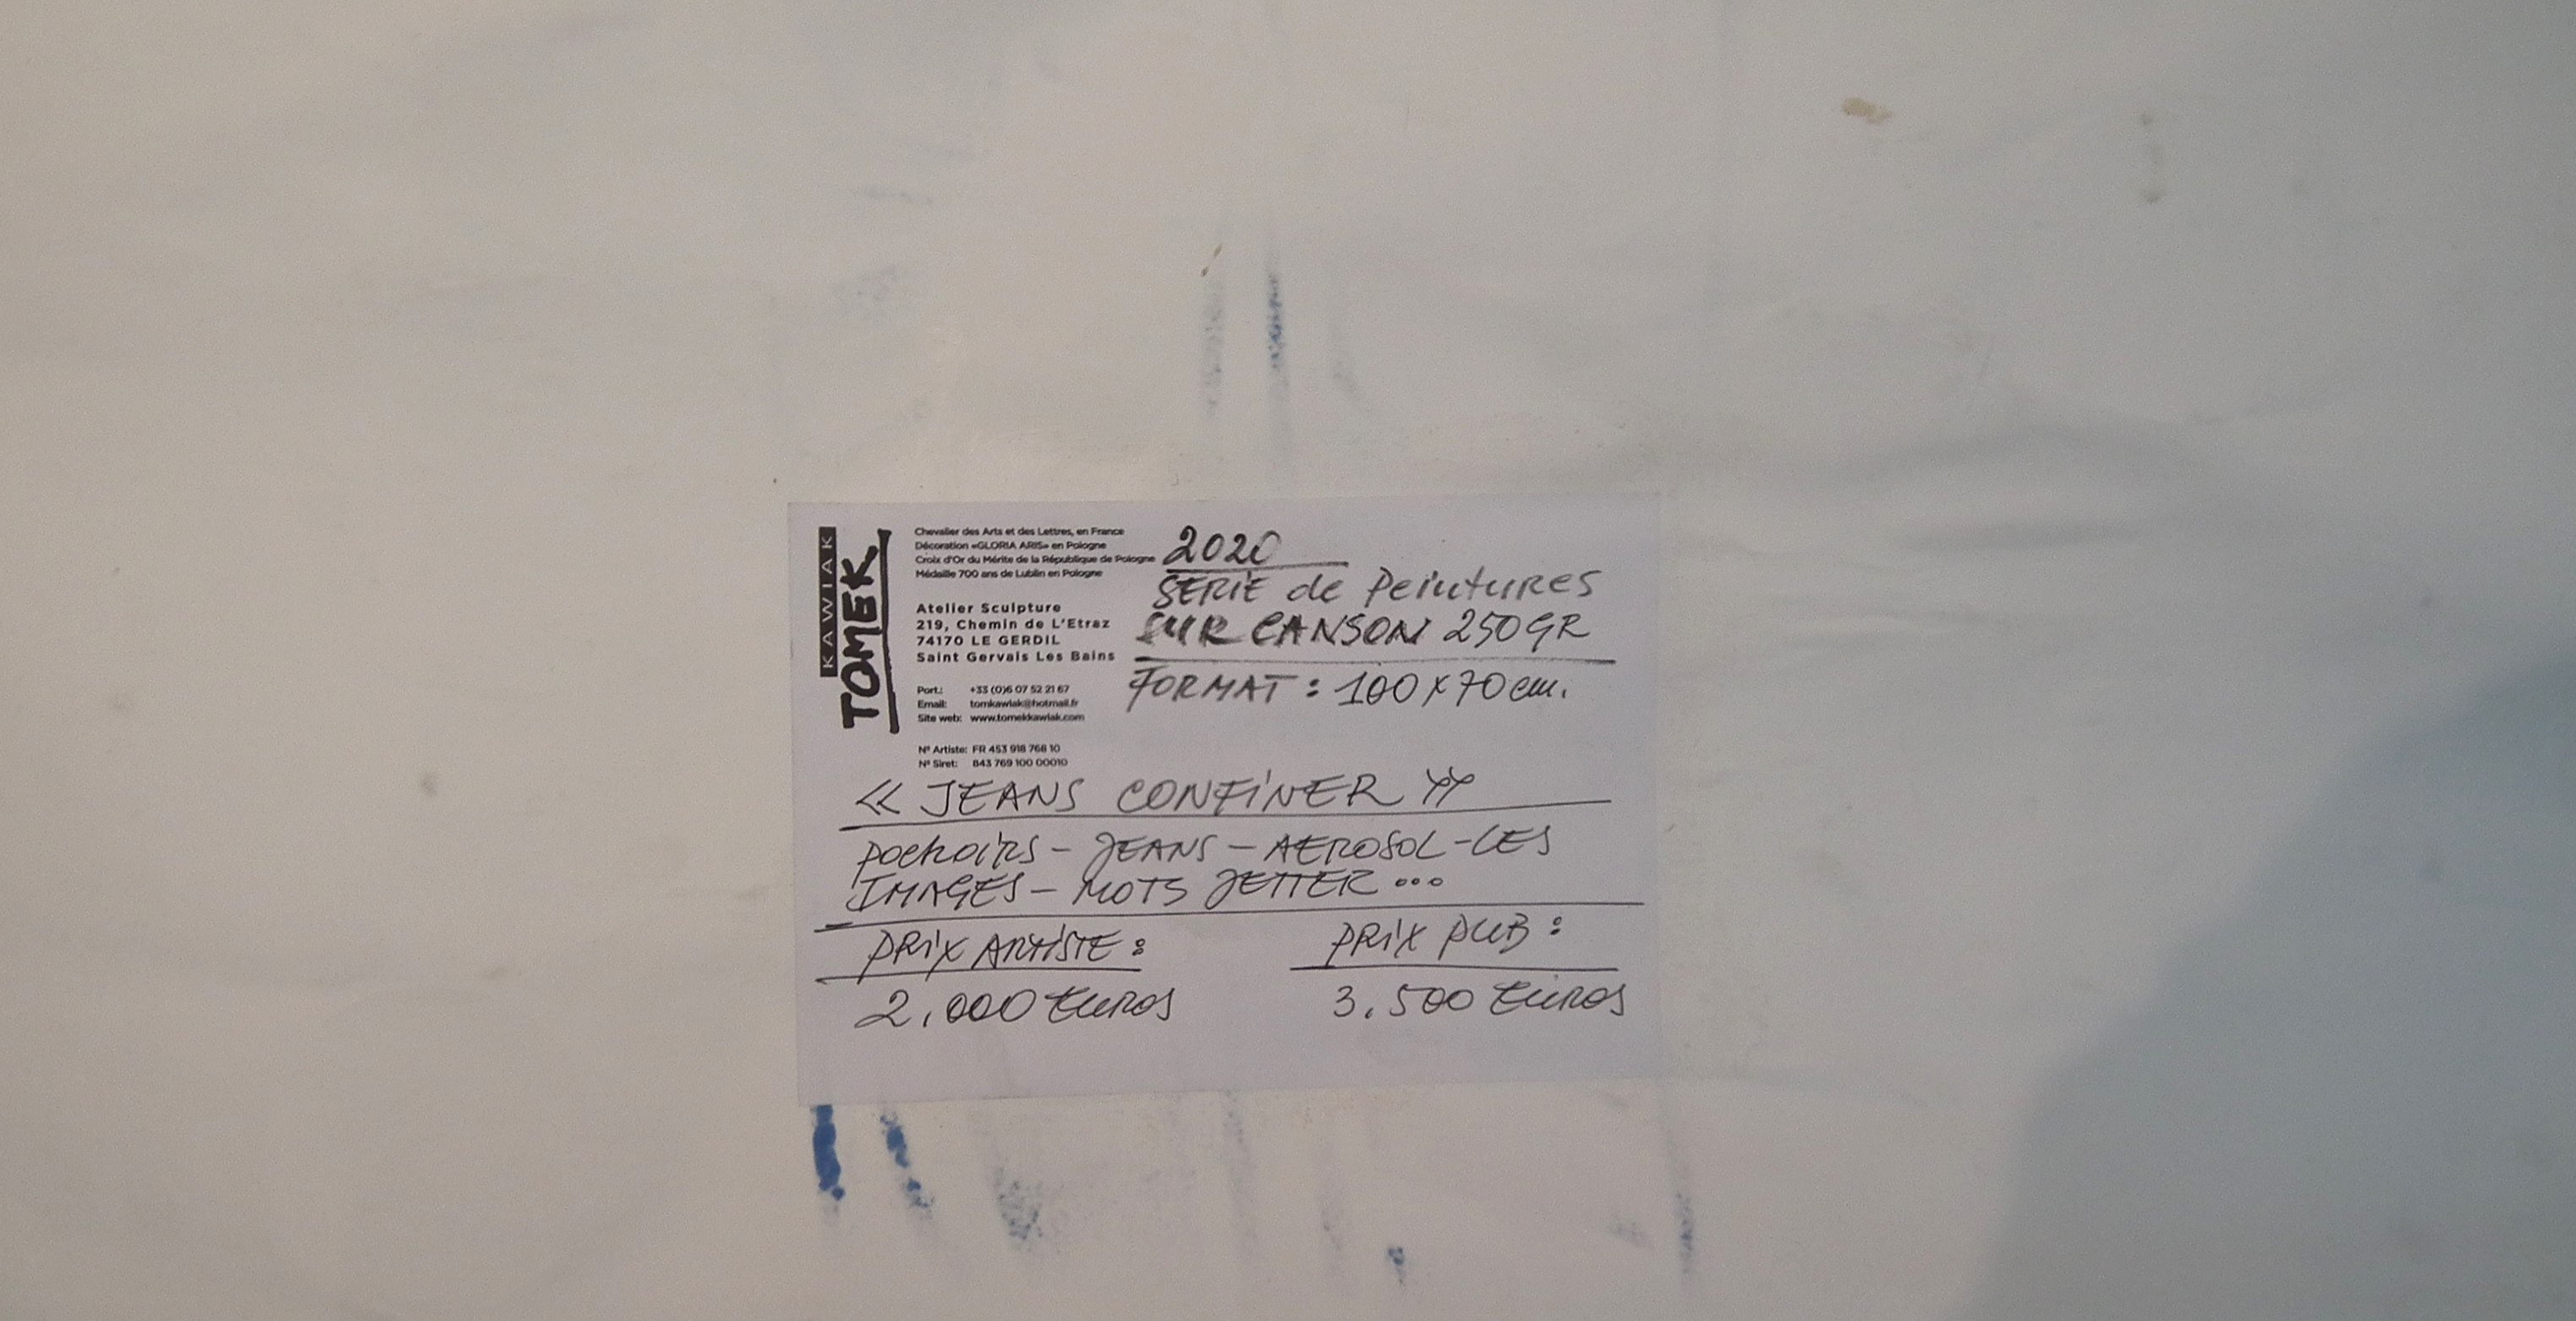 KAWIAK
TOMEK
Chevalier des Arts et des Lettres, en France
Décoration «GLORIA ARIS» en Pologne
Croix d'Or du Mérite de la République de Pologne
Médaille 700 ans de Lublin en Pologne
Atelier Sculpture
219, Chemin de L'Etraz
74170 LE GERDIL
Saint Gervais Les Bains
Port.: +33 (0)6 07 52 21 67
Email: tomkawiak@hotmail.fr
Site web: www.tomekkawiak.com
N° Artiste: FR 453 918 768 10
N° Siret: 843 769 100 00010
2020
SERIE de Peintures
SUR CANSON 250 GR
FORMAT : 100 x 70 cm.
« JEANS CONFINER »
pochoirs - JEANS - AEROSOL - LES
IMAGES - MOTS JETTER ...
PRIX ARTISTE :
2.000 Euros
PRIX PUB :
3.500 Euros